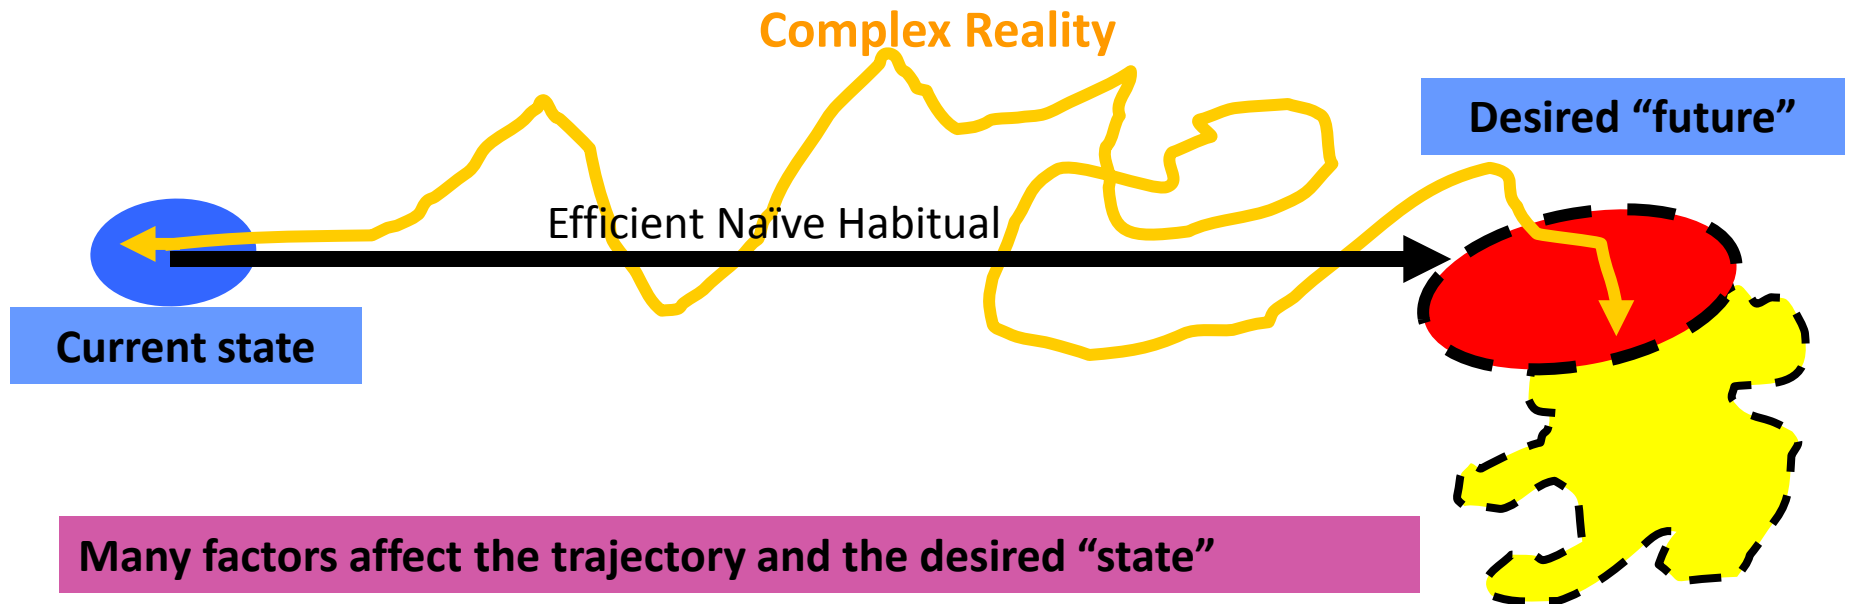 Complex Reality
Desired “future”
Efficient Naïve Habitual
Current state
Many factors affect the trajectory and the desired “state”